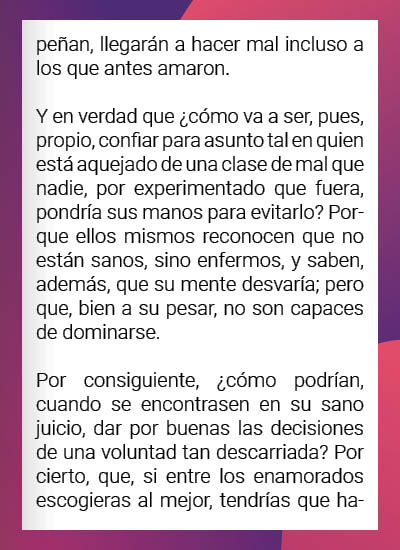 peñan, llegarán a hacer mal incluso a
los que antes amaron.
Y en verdad que ¿cómo va a ser, pues,
propio, confiar para asunto tal en quien
está aquejado de una clase de mal que
nadie, por experimentado que fuera,
pondría sus manos para evitarlo? Por-
que ellos mismos reconocen que no
están sanos, sino enfermos, y saben,
además, que su mente desvaría; pero
que, bien a su pesar, no son capaces
de dominarse.
Por consiguiente, ¿cómo podrían,
cuando se encontrasen en su sano
juicio, dar por buenas las decisiones
de una voluntad tan descarriada? Por
cierto, que, si entre los enamorados
escogieras al mejor, tendrías que ha-